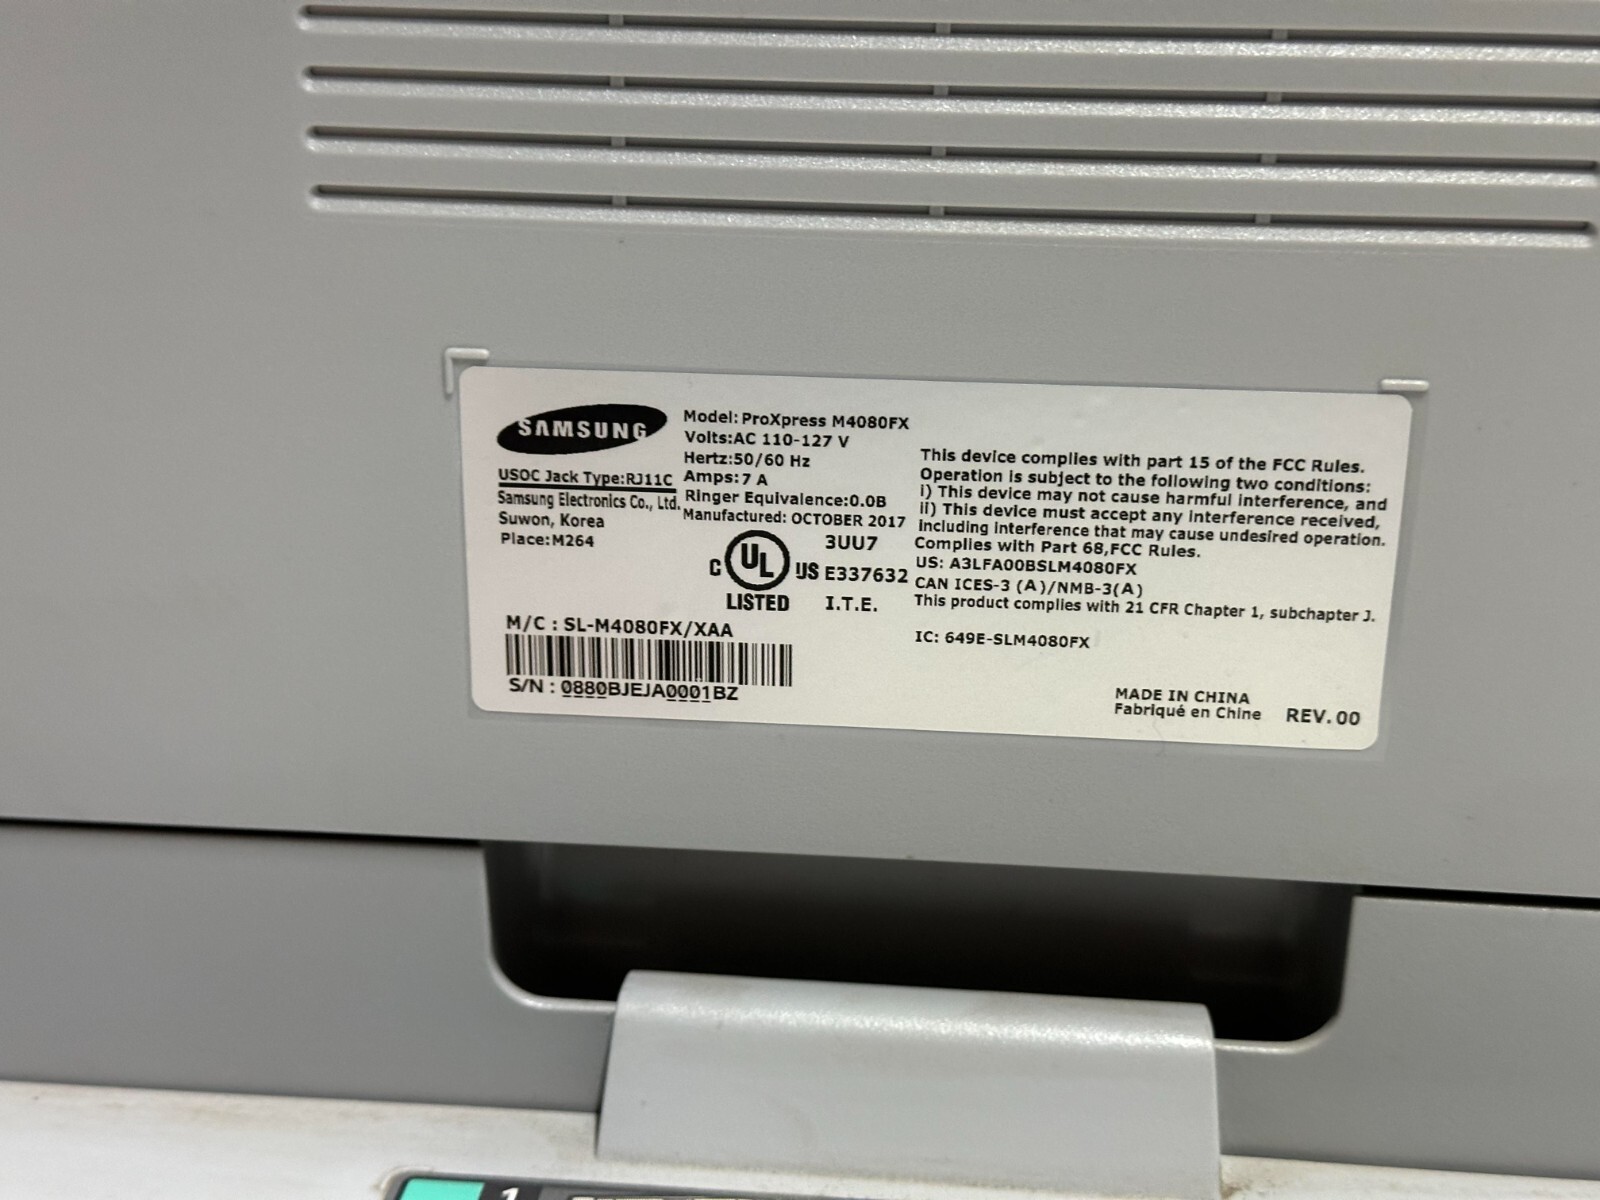 SAMSUNG
USOC Jack Type:RJ11C
Samsung Electronics Co., Ltd.
Suwon, Korea
Place:M264
Model: ProXpress M4080FX
Volts:AC 110-127 V
Hertz:50/60 Hz
Amps:7 A
Ringer Equivalence:0.0B
Manufactured: OCTOBER 2017
C UL US
LISTED
3UU7
E337632
I.T.E.
This device complies with part 15 of the FCC Rules.
Operation is subject to the following two conditions:
i) This device may not cause harmful interference, and
ii) This device must accept any interference received,
including interference that may cause undesired operation.
Complies with Part 68,FCC Rules.
US: A3LFA00BSLM4080FX
CAN ICES-3 (A)/NMB-3(A)
This product complies with 21 CFR Chapter 1, subchapter J.
IC: 649E-SLM4080FX
M/C : SL-M4080FX/XAA
S/N : 0880BJEJA0001BZ
MADE IN CHINA
Fabriqué en Chine
REV. 00
1